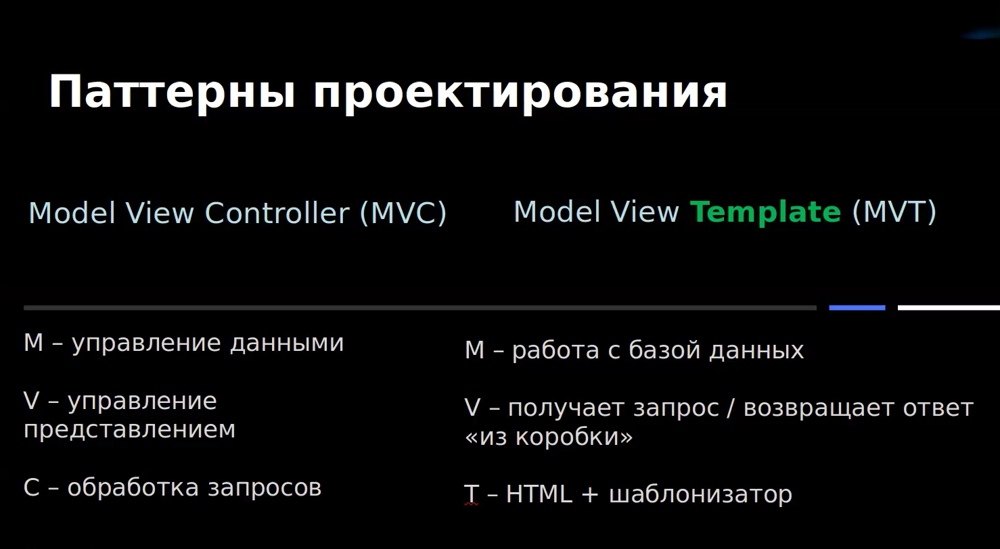 Паттерны проектирования
Model View Controller (MVC)
Model View Template (MVT)
M – управление данными
V – управление
представлением
C – обработка запросов
M – работа с базой данных
V – получает запрос / возвращает ответ
«из коробки»
T – HTML + шаблонизатор